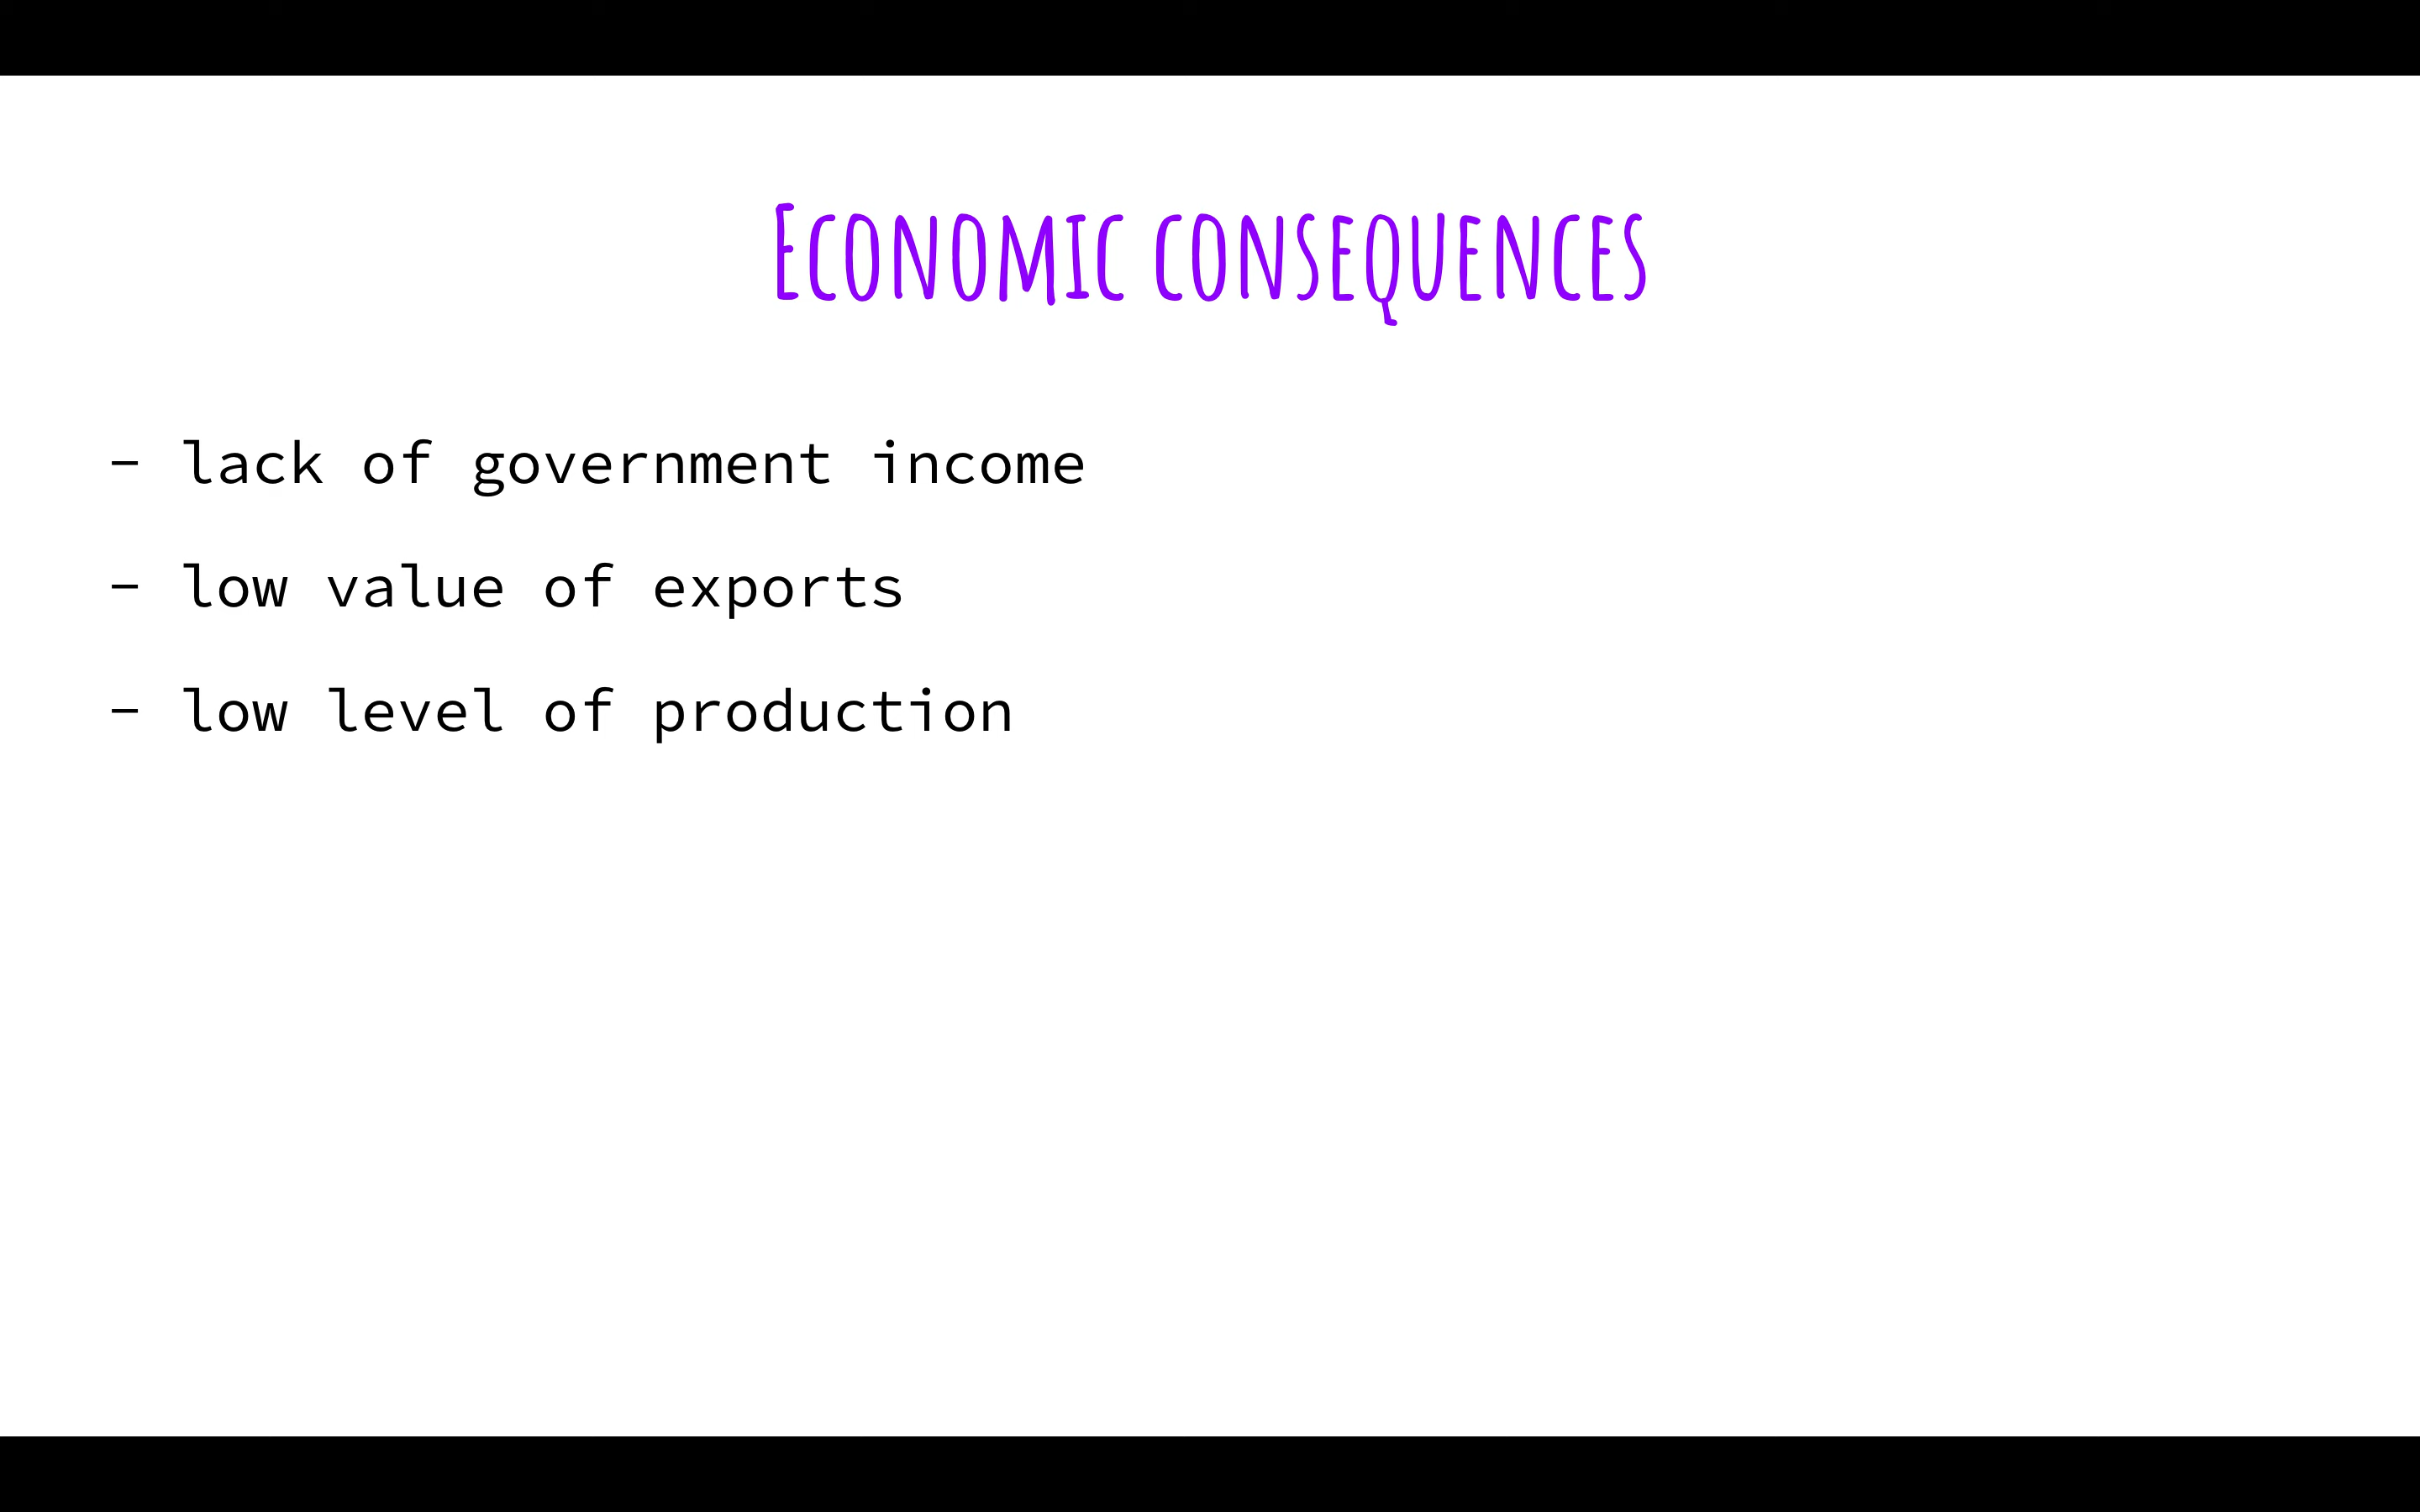 Economic consequences
- lack of government income
- low value of exports
- low level of production